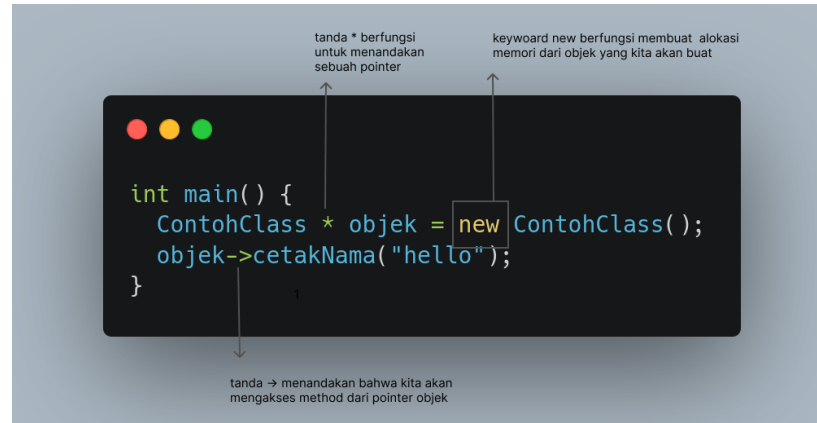 tanda * berfungsi
untuk menandakan
sebuah pointer
keywoard new berfungsi membuat alokasi
memori dari objek yang kita akan buat
int main() {
ContohClass * objek = new ContohClass();
objek->cetakNama("hello");
}
1
tanda → menandakan bahwa kita akan
mengakses method dari pointer objek